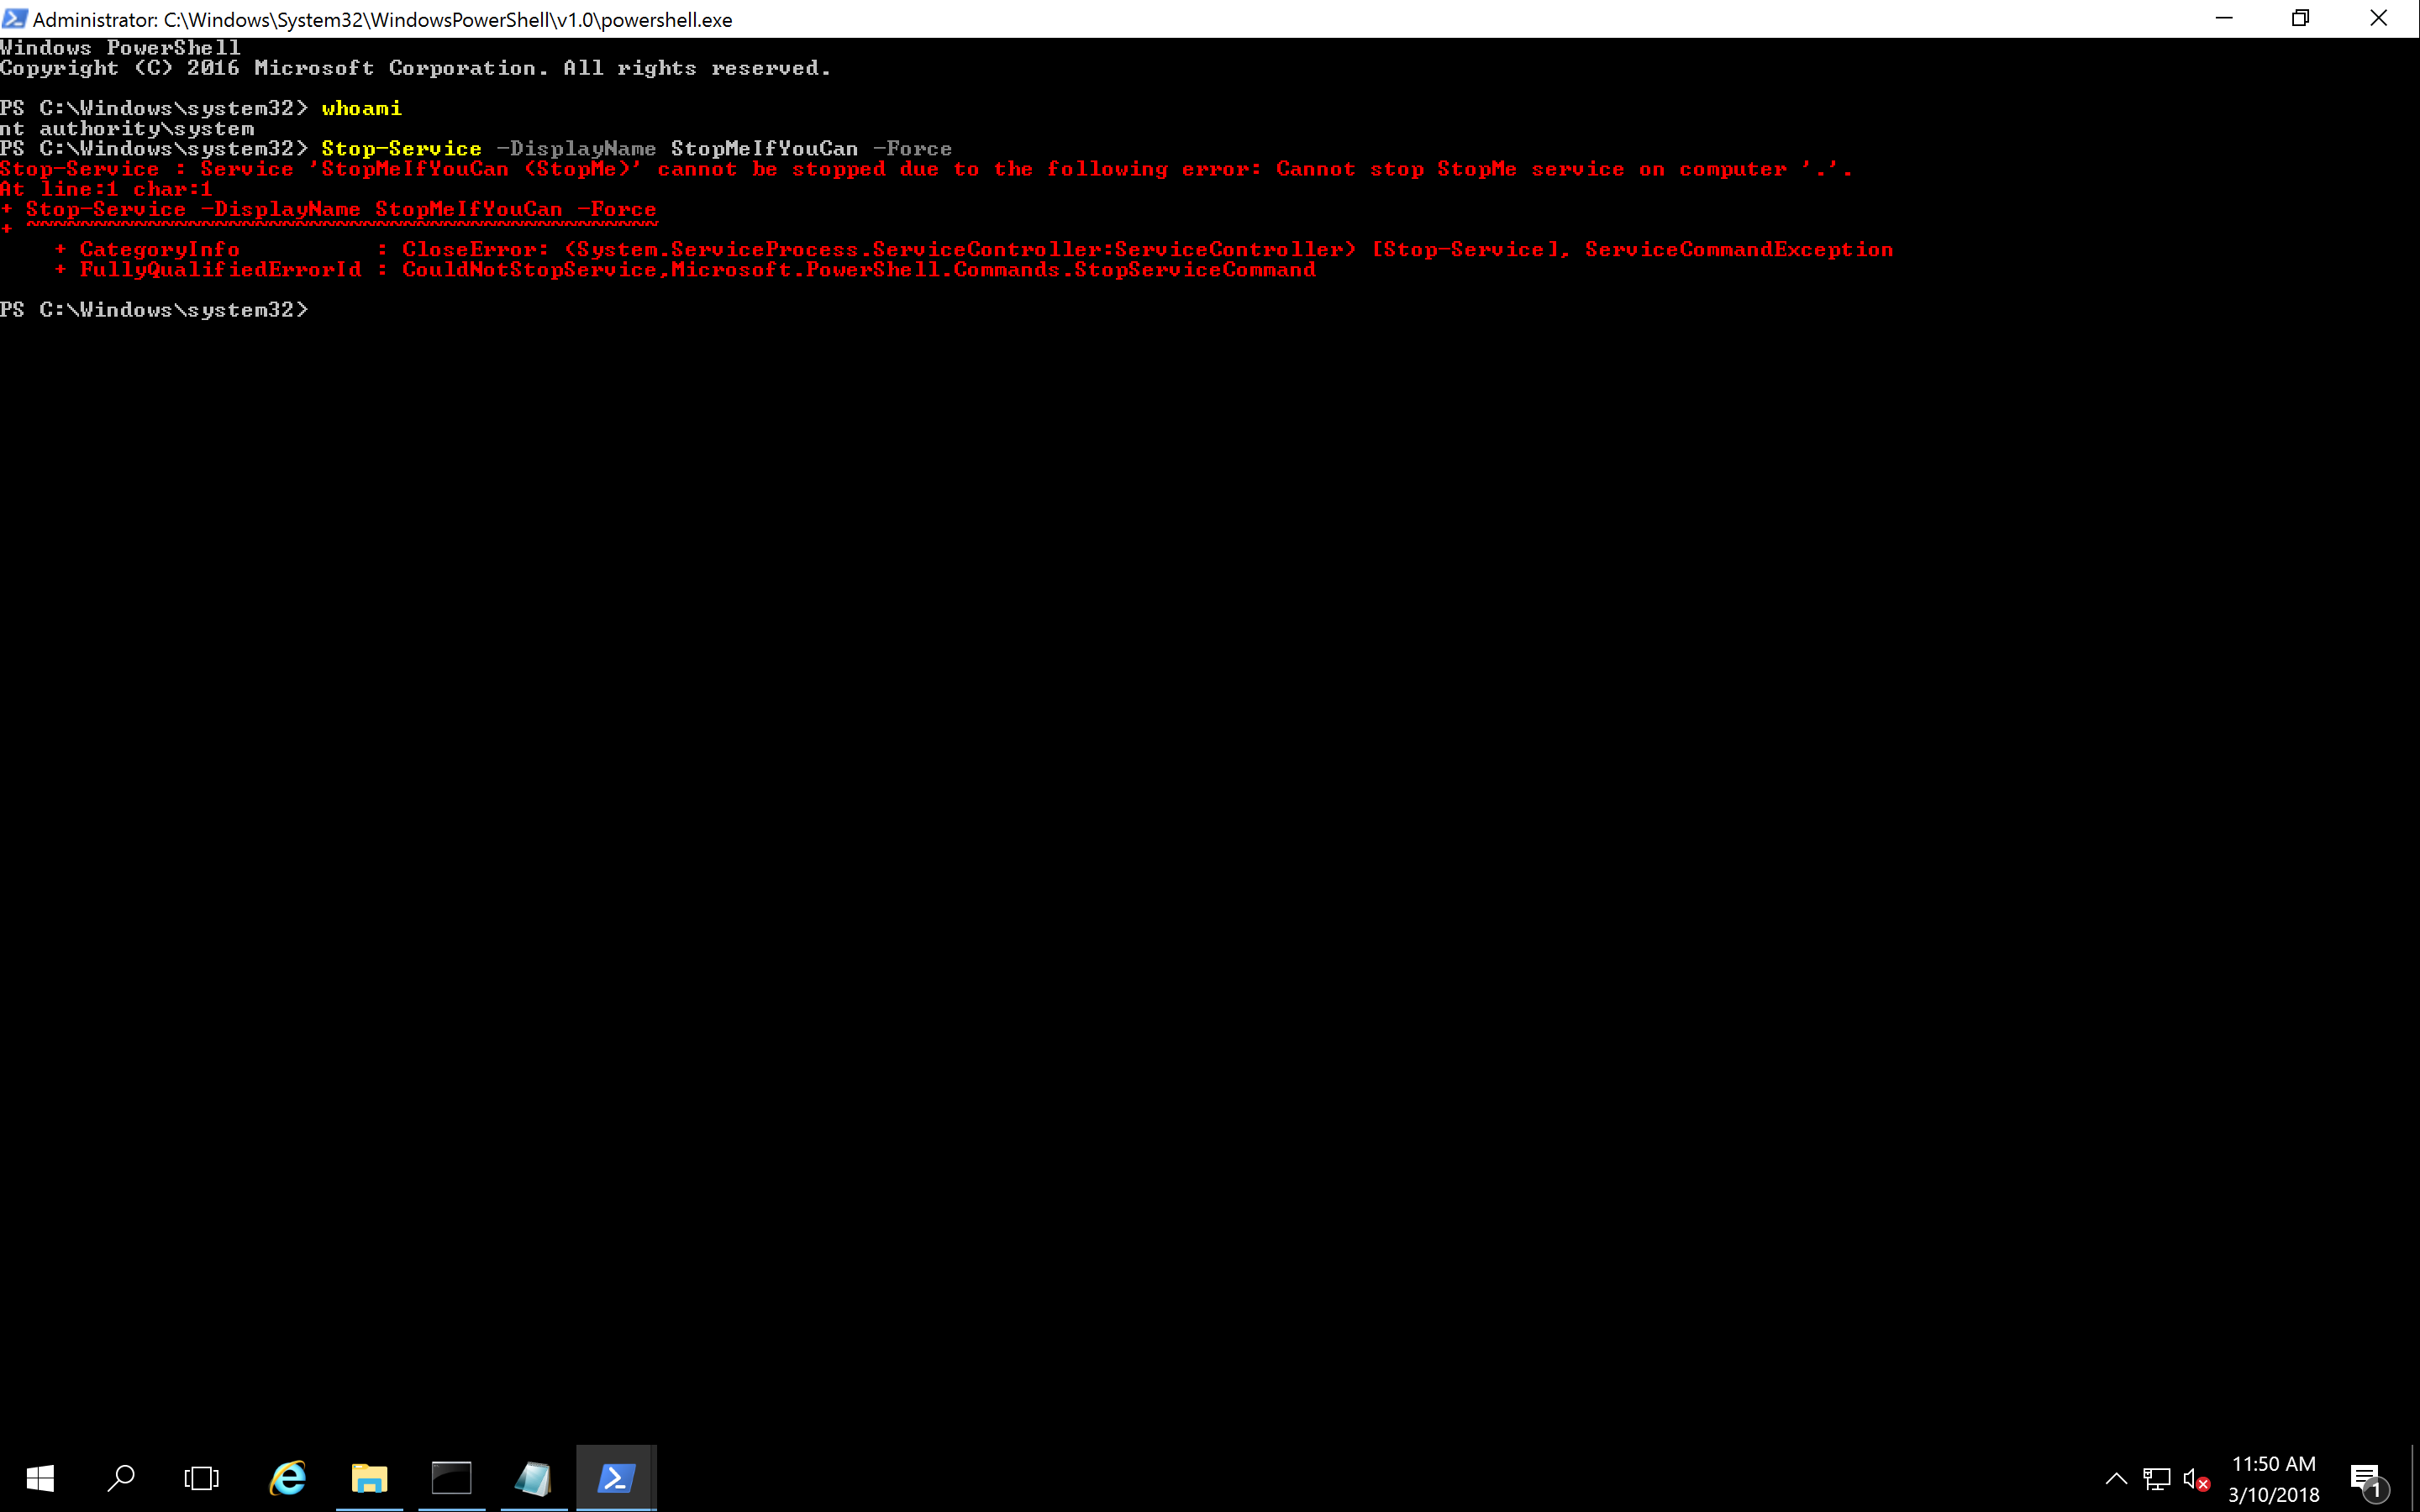 Administrator: C:\Windows\System32\WindowsPowerShell\v1.0\powershell.exe
Windows PowerShell
Copyright (C) 2016 Microsoft Corporation. All rights reserved.
PS C:\Windows\system32> whoami
nt authority\system
PS C:\Windows\system32> Stop-Service -DisplayName StopMeIfYouCan -Force
Stop-Service : Service 'StopMeIfYouCan (StopMe)' cannot be stopped due to the following error: Cannot stop StopMe service on computer '.'.
At line:1 char:1
+ Stop-Service -DisplayName StopMeIfYouCan -Force
+ ~~~~~~~~~~~~~~~~~~~~~~~~~~~~~~~~~~~~~~~~~~~~~~~
    + CategoryInfo          : CloseError: (System.ServiceProcess.ServiceController:ServiceController) [Stop-Service], ServiceCommandException
    + FullyQualifiedErrorId : CouldNotStopService,Microsoft.PowerShell.Commands.StopServiceCommand
PS C:\Windows\system32>
11:50 AM
3/10/2018
1